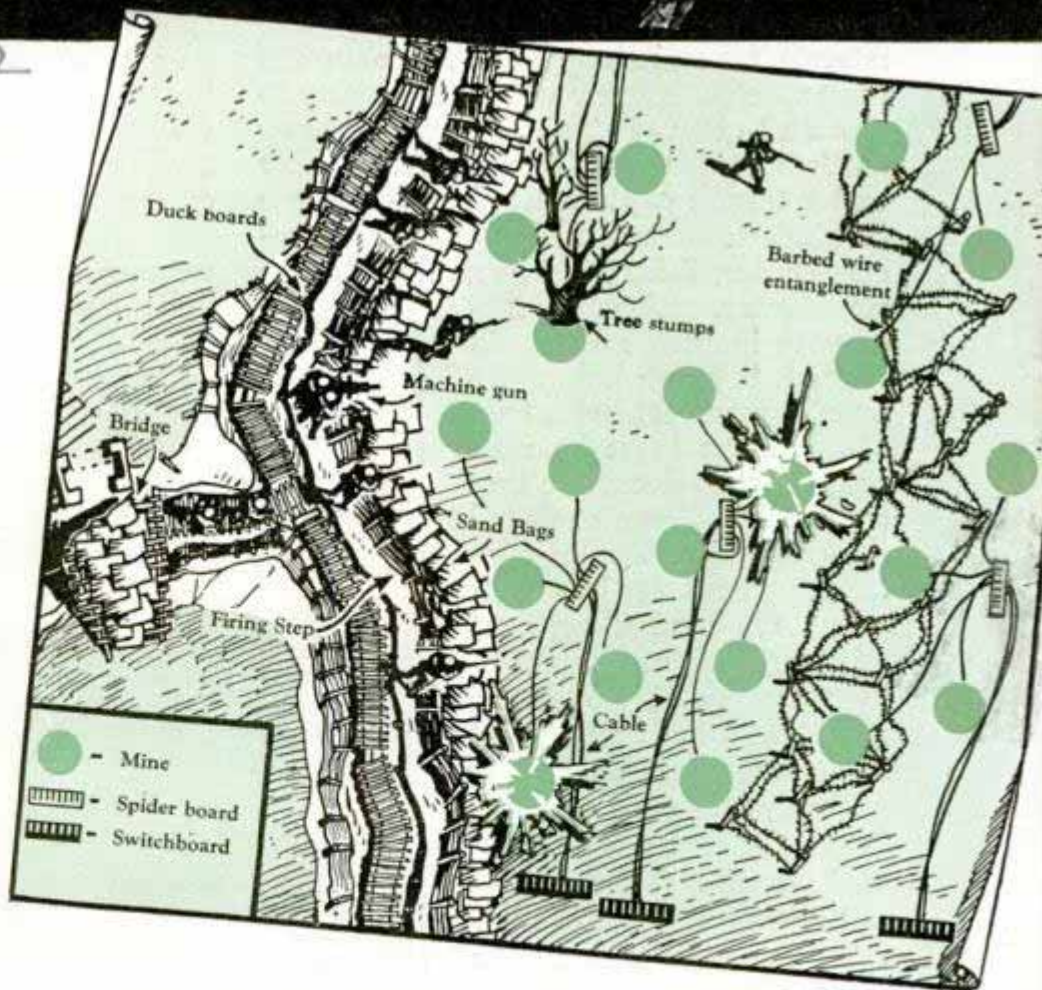 Duck boards
Barbed wire
entanglement
Tree stumps
Machine gun
Bridge
Sand Bags
Firing Step
Cable
- Mine
- Spider board
- Switchboard